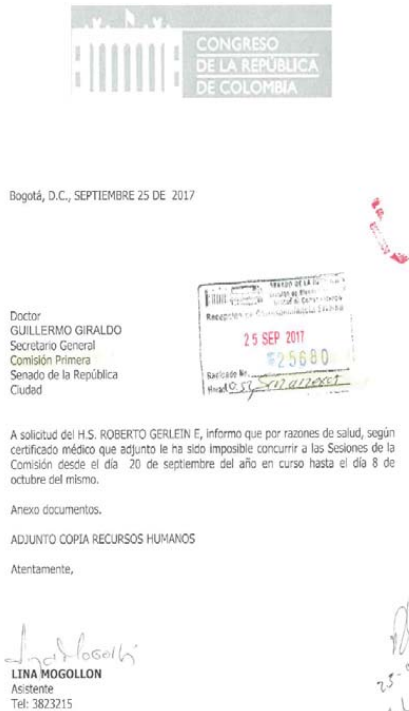 CONGRESO
DE LA REPÚBLICA
DE COLOMBIA
Bogotá, D.C., SEPTIEMBRE 25 DE 2017
Doctor
GUILLERMO GIRALDO
Secretario General
Comisión Primera
Senado de la República
Ciudad
25 SEP 2017
25680
Radicado No.
A solicitud del H.S. ROBERTO GERLEIN E, informo que por razones de salud, según
certificado médico que adjunto le ha sido imposible concurrir a las Sesiones de la
Comisión desde el día 20 de septiembre del año en curso hasta el día 8 de
octubre del mismo.
Anexo documentos.
ADJUNTO COPIA RECURSOS HUMANOS
Atentamente,
LINA MOGOLLON
Asistente
Tel: 3823215